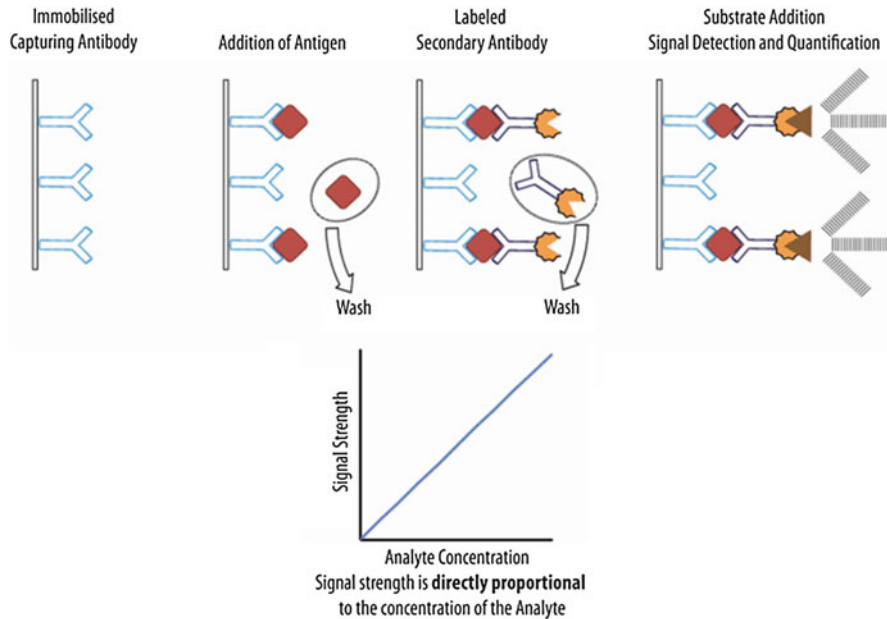 Immobilised
Capturing Antibody
Addition of Antigen
Labeled
Secondary Antibody
Substrate Addition
Signal Detection and Quantification
Wash
Wash
Signal Strength
Analyte Concentration
Signal strength is directly proportional
to the concentration of the Analyte